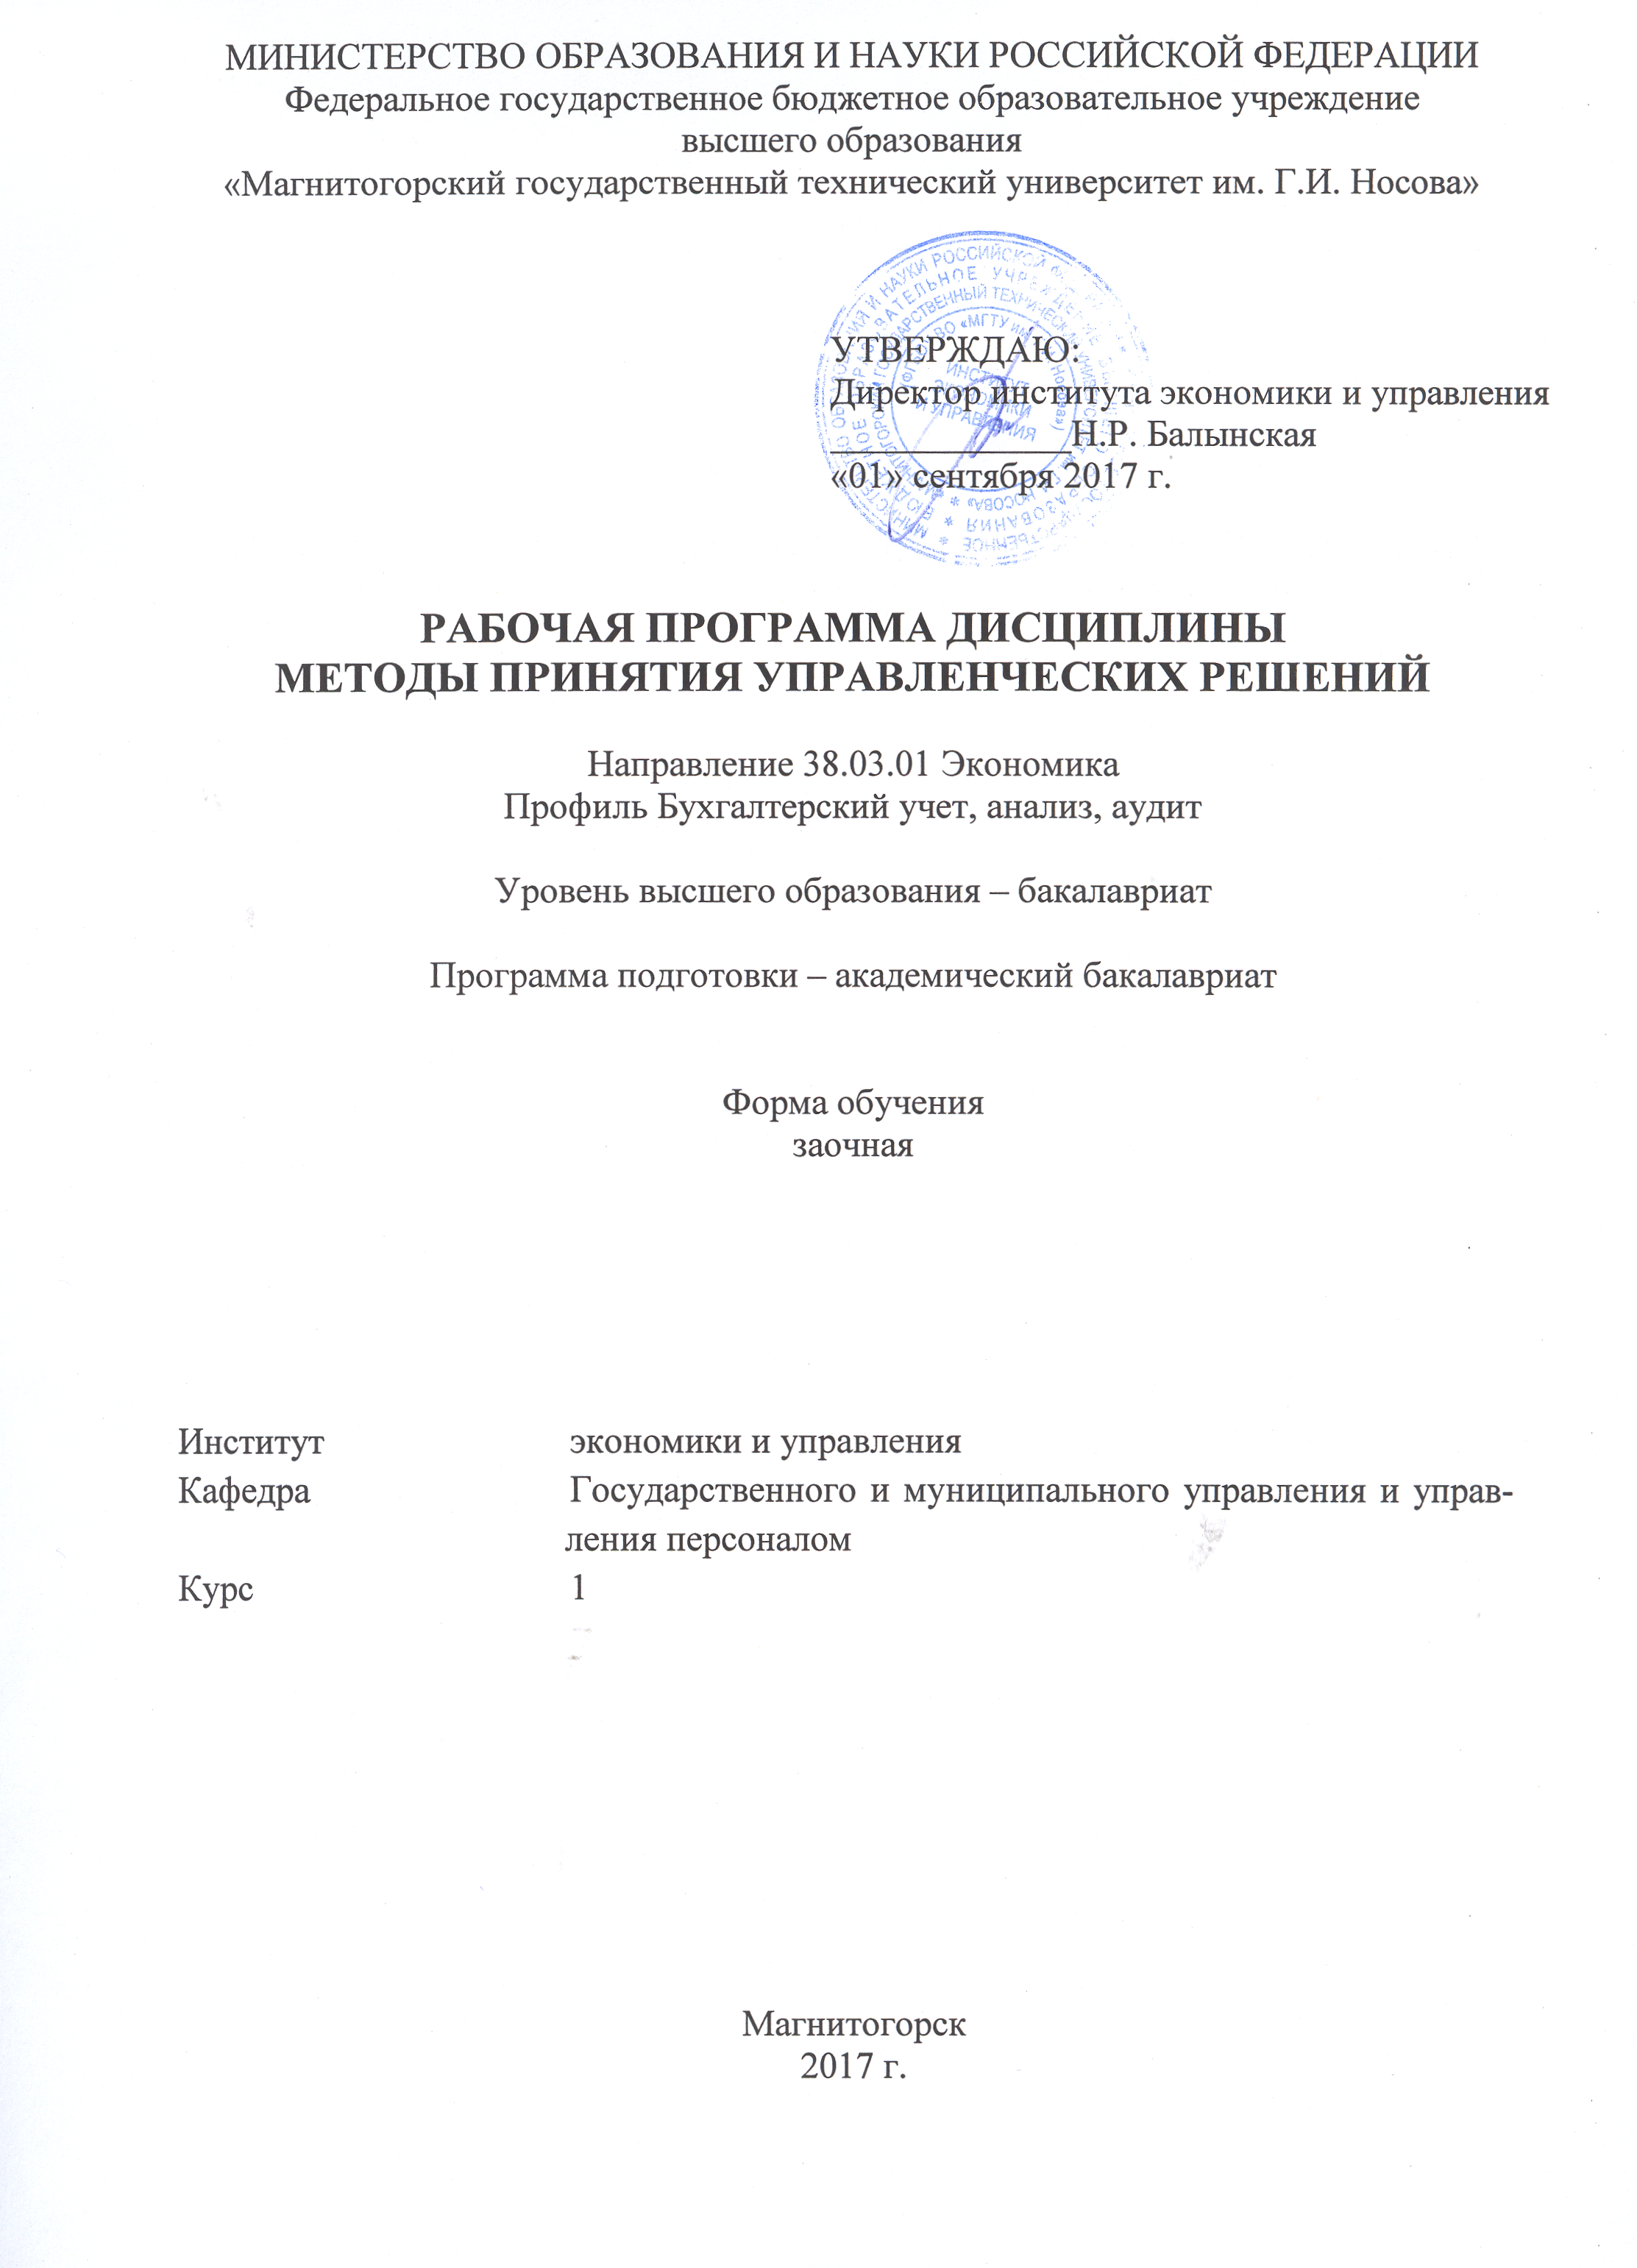 МИНИСТЕРСТВО ОБРАЗОВАНИЯ И НАУКИ РОССИЙСКОЙ ФЕДЕРАЦИИ
Федеральное государственное бюджетное образовательное учреждение
высшего образования
«Магнитогорский государственный технический университет им. Г.И. Носова»
УТВЕРЖДАЮ:
Директор института экономики и управления
Н.Р. Балынская
«01» сентября 2017 г.
ИНСТИТУТ
ЭКОНОМИКИ
И УПРАВЛЕНИЯ
РАБОЧАЯ ПРОГРАММА ДИСЦИПЛИНЫ
МЕТОДЫ ПРИНЯТИЯ УПРАВЛЕНЧЕСКИХ РЕШЕНИЙ
Направление 38.03.01 Экономика
Профиль Бухгалтерский учет, анализ, аудит
Уровень высшего образования – бакалавриат
Программа подготовки – академический бакалавриат
Форма обучения
заочная
Институт экономики и управления
Кафедра Государственного и муниципального управления и управ-
ления персоналом
Курс 1
Магнитогорск
2017 г.